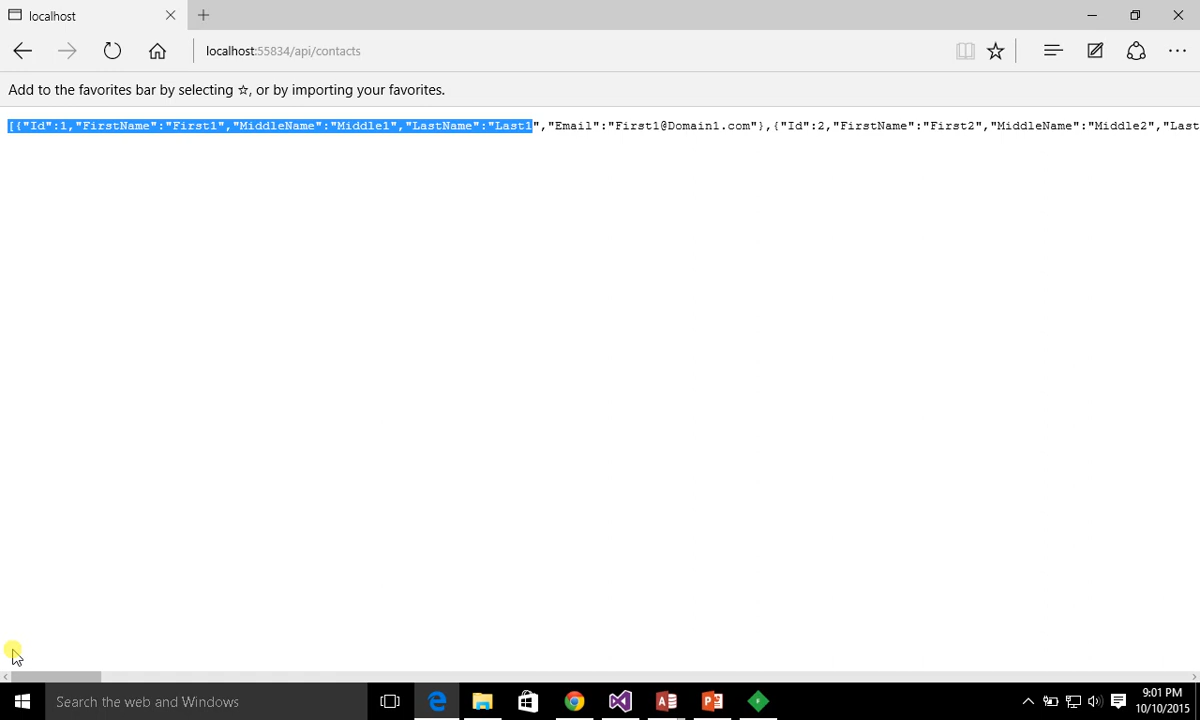 localhost
localhost:55834/api/contacts
Add to the favorites bar by selecting ☆, or by importing your favorites.
[{"Id":1,"FirstName":"First1","MiddleName":"Middle1","LastName":"Last1","Email":"First1@Domain1.com"},{"Id":2,"FirstName":"First2","MiddleName":"Middle2","Last
Search the web and Windows
9:01 PM
10/10/2015